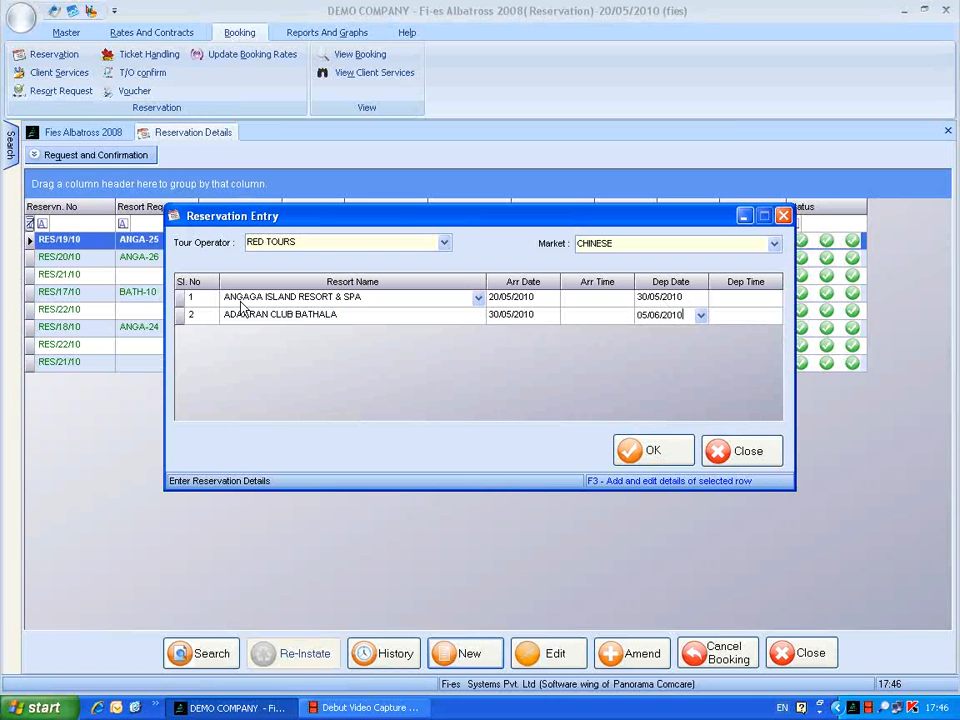 DEMO COMPANY - Fi-es Albatross 2008(Reservation)-20/05/2010 (fies)
Master Rates And Contracts Booking Reports And Graphs Help
Reservation Ticket Handling Update Booking Rates View Booking
Client Services T/O confirm View Client Services
Resort Request Voucher
Reservation View
Search
Fies Albatross 2008 Reservation Details
Request and Confirmation
Drag a column header here to group by that column.
Reservn. No Resort Req
RES/19/10 ANGA-25
RES/20/10 ANGA-26
RES/21/10
RES/17/10 BATH-10
RES/22/10
RES/18/10 ANGA-24
RES/22/10
RES/21/10
Reservation Entry
Tour Operator : RED TOURS Market : CHINESE
Sl. No Resort Name Arr Date Arr Time Dep Date Dep Time
1 ANGAGA ISLAND RESORT & SPA 20/05/2010 30/05/2010
2 ADAARAN CLUB BATHALA 30/05/2010 05/06/2010
OK Close
Enter Reservation Details F3 - Add and edit details of selected row
Search Re-Instate History New Edit Amend Cancel Booking Close
Fi-es Systems Pvt. Ltd (Software wing of Panorama Comcare) 17:46
start DEMO COMPANY - Fi... Debut Video Capture ... EN 17:46